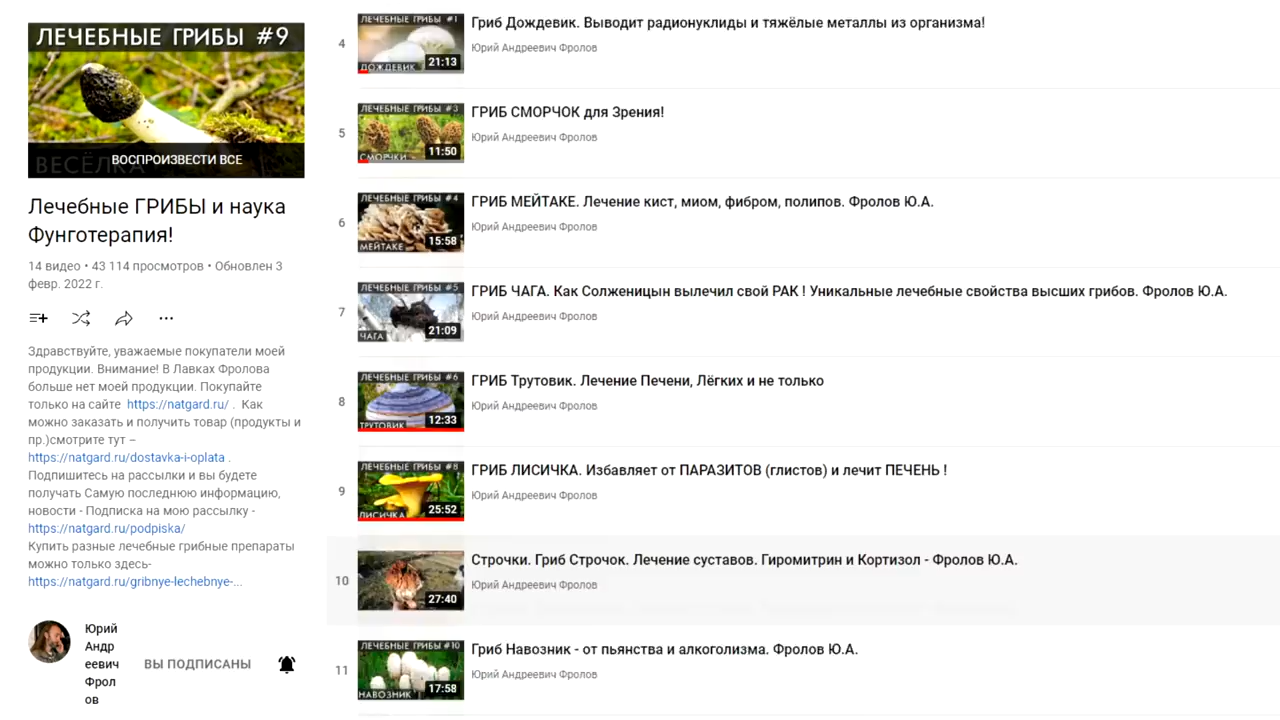 ЛЕЧЕБНЫЕ ГРИБЫ #9
ВЕСЁЛКА
ВОСПРОИЗВЕСТИ ВСЕ
Лечебные ГРИБЫ и наука
Фунготерапия!
14 видео • 43 114 просмотров • Обновлен 3
февр. 2022 г.
Здравствуйте, уважаемые покупатели моей
продукции. Внимание! В Лавках Фролова
больше нет моей продукции. Покупайте
только на сайте https://natgard.ru/ . Как
можно заказать и получить товар (продукты и
пр.)смотрите тут –
https://natgard.ru/dostavka-i-oplata .
Подпишитесь на рассылки и вы будете
получать Самую последнюю информацию,
новости - Подписка на мою рассылку -
https://natgard.ru/podpiska/
Купить разные лечебные грибные препараты
можно только здесь-
https://natgard.ru/gribnye-lechebnye-...
Юрий
Андр
еевич
Фрол
ов
ВЫ ПОДПИСАНЫ
4
ЛЕЧЕБНЫЕ ГРИБЫ #1
ДОЖДЕВИК
21:13
Гриб Дождевик. Выводит радионуклиды и тяжёлые металлы из организма!
Юрий Андреевич Фролов
5
ЛЕЧЕБНЫЕ ГРИБЫ #3
СМОРЧКИ
11:50
ГРИБ СМОРЧОК для Зрения!
Юрий Андреевич Фролов
6
ЛЕЧЕБНЫЕ ГРИБЫ #4
МЕЙТАКЕ
15:58
ГРИБ МЕЙТАКЕ. Лечение кист, миом, фибром, полипов. Фролов Ю.А.
Юрий Андреевич Фролов
7
ЛЕЧЕБНЫЕ ГРИБЫ #5
ЧАГА
21:09
ГРИБ ЧАГА. Как Солженицын вылечил свой РАК ! Уникальные лечебные свойства высших грибов. Фролов Ю.А.
Юрий Андреевич Фролов
8
ЛЕЧЕБНЫЕ ГРИБЫ #6
ТРУТОВИК
12:33
ГРИБ Трутовик. Лечение Печени, Лёгких и не только
Юрий Андреевич Фролов
9
ЛЕЧЕБНЫЕ ГРИБЫ #8
ЛИСИЧКА
25:52
ГРИБ ЛИСИЧКА. Избавляет от ПАРАЗИТОВ (глистов) и лечит ПЕЧЕНЬ !
Юрий Андреевич Фролов
10
27:40
Строчки. Гриб Строчок. Лечение суставов. Гиромитрин и Кортизол - Фролов Ю.А.
Юрий Андреевич Фролов
11
ЛЕЧЕБНЫЕ ГРИБЫ #10
НАВОЗНИК
17:58
Гриб Навозник - от пьянства и алкоголизма. Фролов Ю.А.
Юрий Андреевич Фролов